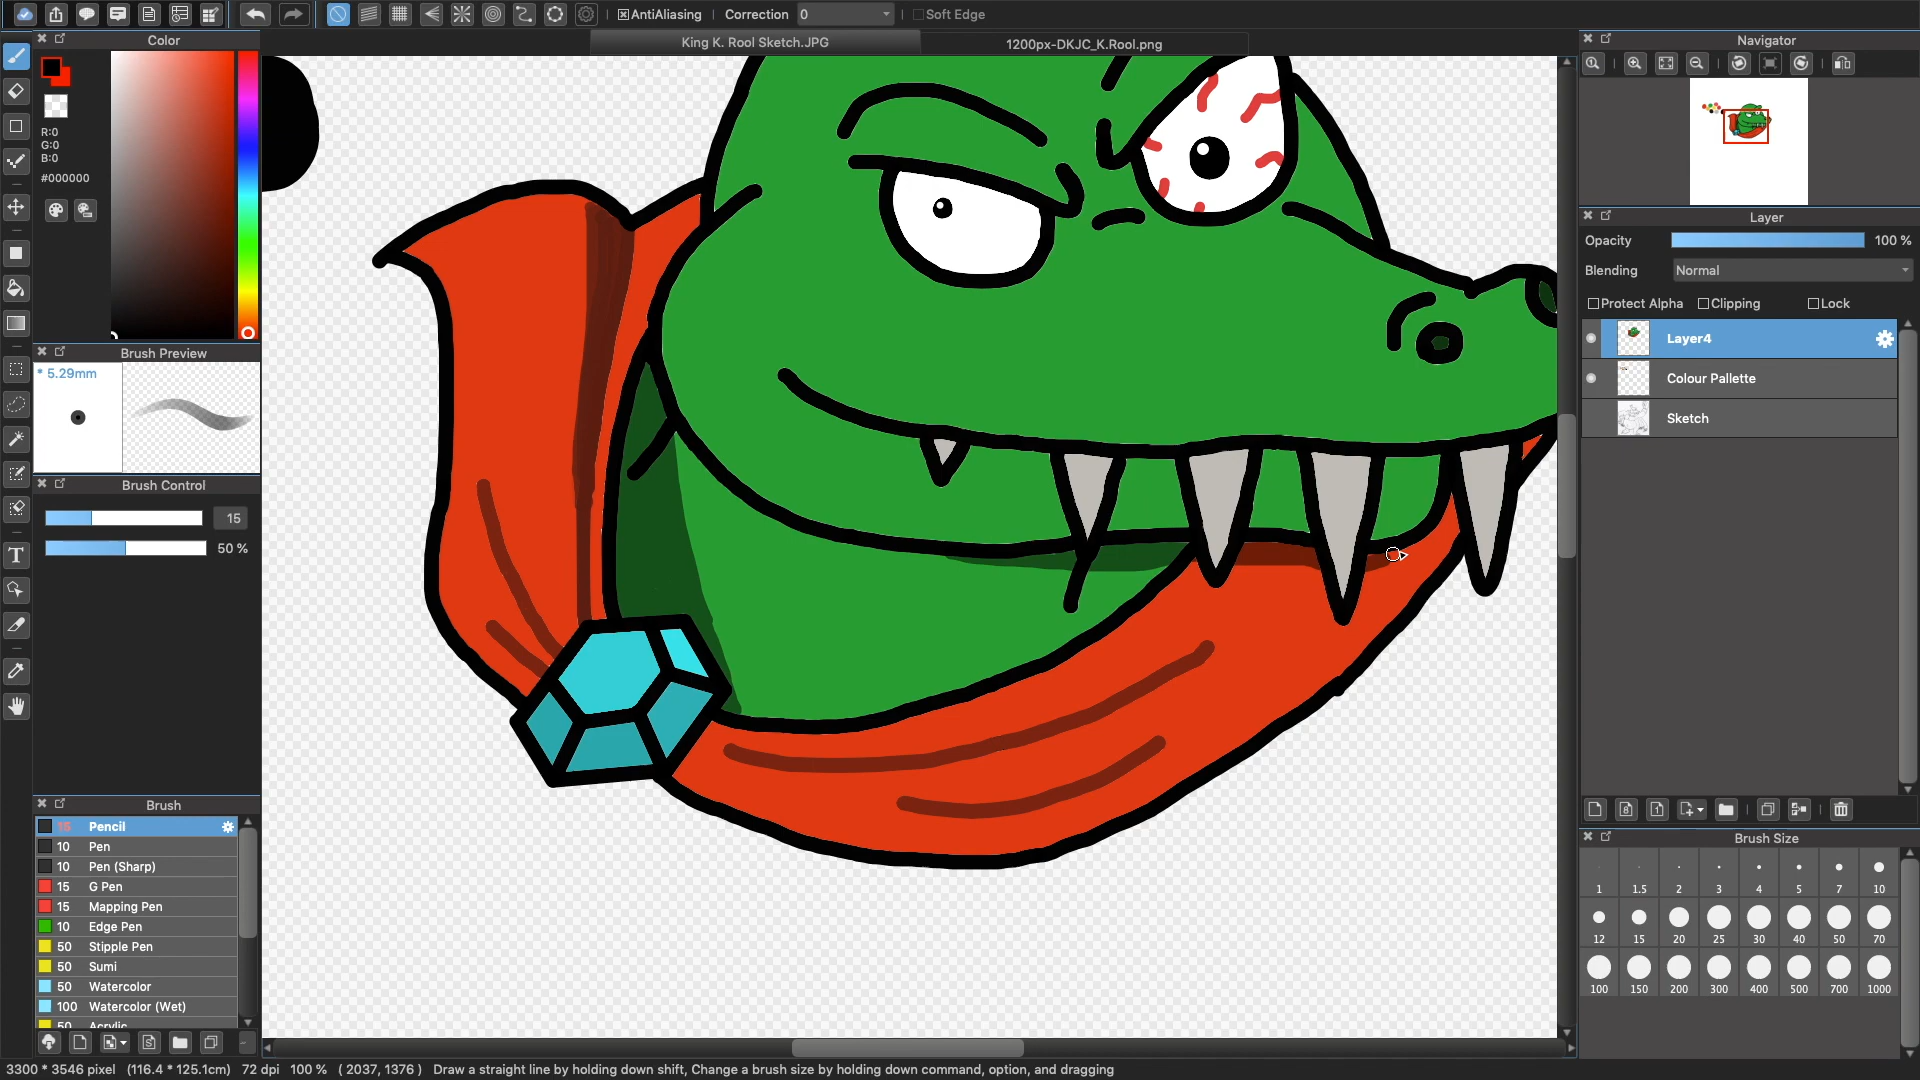 AntiAliasing
Correction
0
Soft Edge
Color
King K. Rool Sketch.JPG
1200px-DKJC_K.Rool.png
Navigator
R:0
G:0
B:0
#000000
Layer
Opacity
100 %
Blending
Normal
Protect Alpha
Clipping
Lock
Layer4
Colour Pallette
Sketch
Brush Preview
* 5.29mm
Brush Control
15
50 %
T
Brush
15 Pencil
10 Pen
10 Pen (Sharp)
15 G Pen
15 Mapping Pen
10 Edge Pen
50 Stipple Pen
50 Sumi
50 Watercolor
100 Watercolor (Wet)
50 Acrylic
Brush Size
1 1.5 2 3 4 5 7 10
12 15 20 25 30 40 50 70
100 150 200 300 400 500 700 1000
3300 * 3546 pixel (116.4 * 125.1cm) 72 dpi 100 % ( 2037, 1376 ) Draw a straight line by holding down shift, Change a brush size by holding down command, option, and dragging